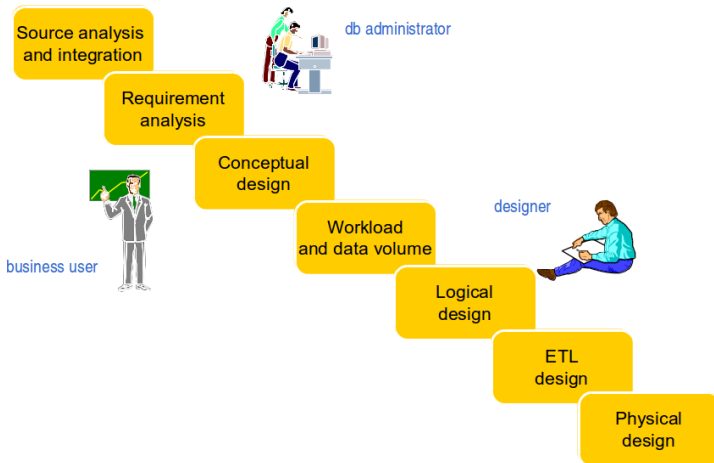 Source analysis
and integration
db administrator
Requirement
analysis
Conceptual
design
Workload
and data volume
designer
business user
Logical
design
ETL
design
Physical
design